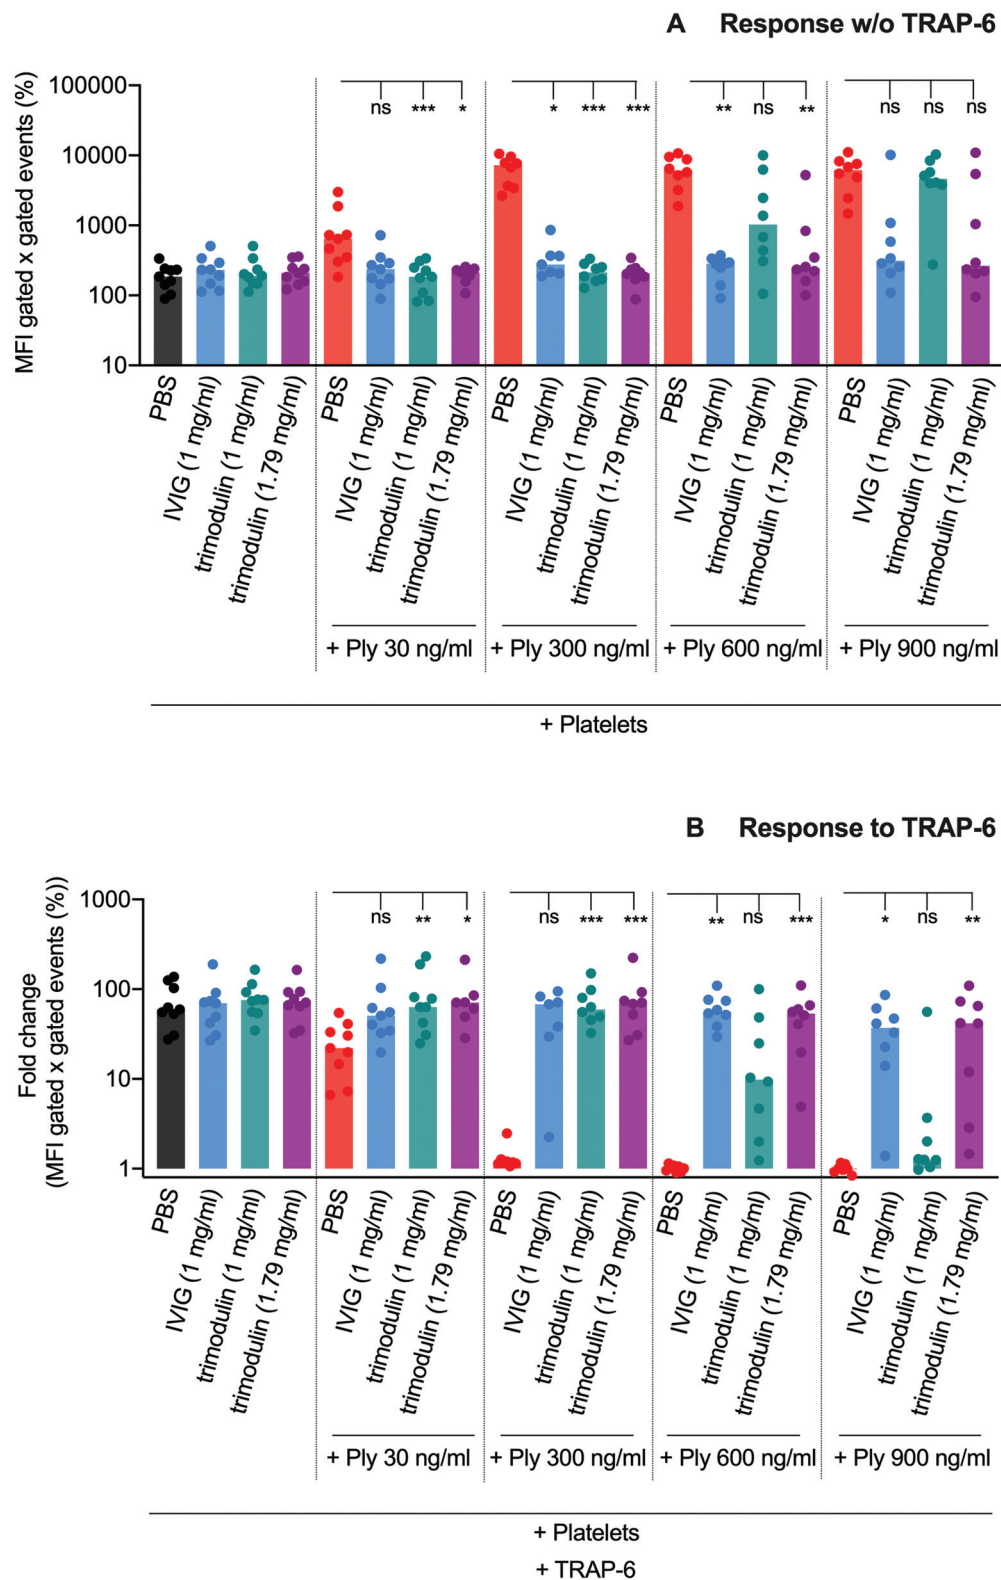 A Response w/o TRAP-6
MFI gated x gated events (%)
100000
10000
1000
100
10
ns *** *
* *** ***
** ns **
ns ns ns
PBS
IVIG (1 mg/ml)
trimodulin (1 mg/ml)
trimodulin (1.79 mg/ml)
PBS
IVIG (1 mg/ml)
trimodulin (1 mg/ml)
trimodulin (1.79 mg/ml)
PBS
IVIG (1 mg/ml)
trimodulin (1 mg/ml)
trimodulin (1.79 mg/ml)
PBS
IVIG (1 mg/ml)
trimodulin (1 mg/ml)
trimodulin (1.79 mg/ml)
PBS
IVIG (1 mg/ml)
trimodulin (1 mg/ml)
trimodulin (1.79 mg/ml)
+ Ply 30 ng/ml
+ Ply 300 ng/ml
+ Ply 600 ng/ml
+ Ply 900 ng/ml
+ Platelets
B Response to TRAP-6
Fold change
(MFI gated x gated events (%))
1000
100
10
1
ns ** *
ns *** ***
** ns ***
* ns **
PBS
IVIG (1 mg/ml)
trimodulin (1 mg/ml)
trimodulin (1.79 mg/ml)
PBS
IVIG (1 mg/ml)
trimodulin (1 mg/ml)
trimodulin (1.79 mg/ml)
PBS
IVIG (1 mg/ml)
trimodulin (1 mg/ml)
trimodulin (1.79 mg/ml)
PBS
IVIG (1 mg/ml)
trimodulin (1 mg/ml)
trimodulin (1.79 mg/ml)
PBS
IVIG (1 mg/ml)
trimodulin (1 mg/ml)
trimodulin (1.79 mg/ml)
+ Ply 30 ng/ml
+ Ply 300 ng/ml
+ Ply 600 ng/ml
+ Ply 900 ng/ml
+ Platelets
+ TRAP-6